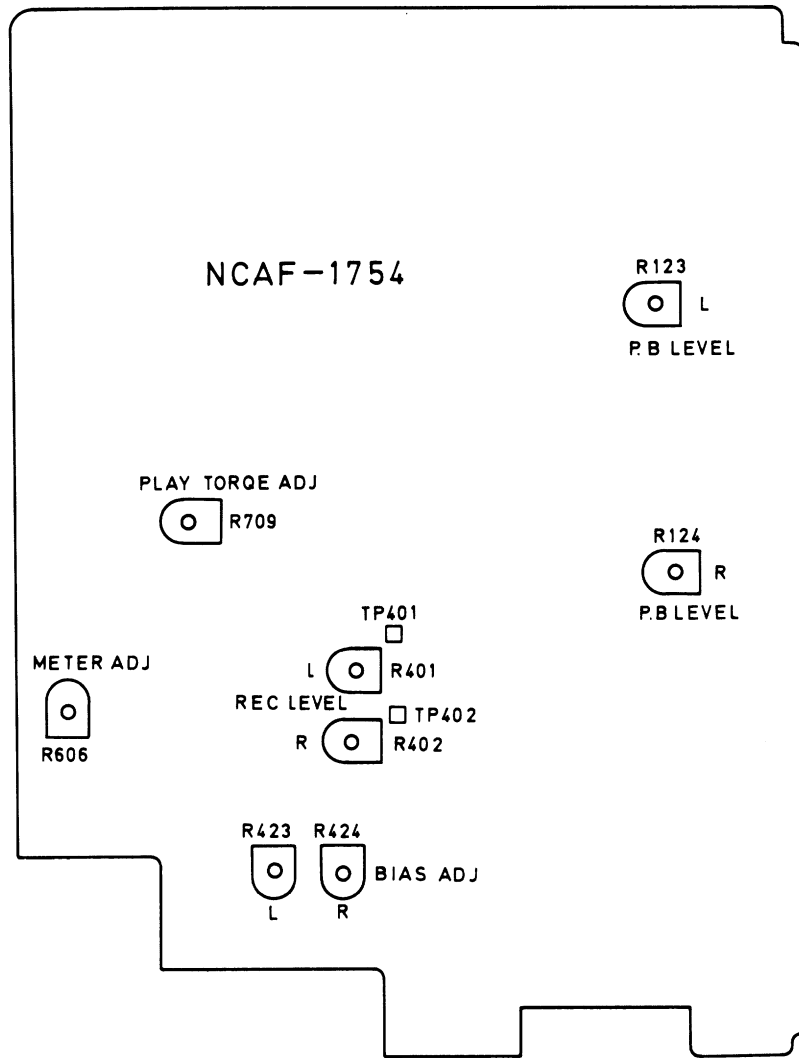 NCAF-1754
R123
L
P.B LEVEL
PLAY TORQE ADJ
R709
R124
R
P.B LEVEL
TP401
METER ADJ
L
R401
REC LEVEL
TP402
R606
R
R402
R423
R424
BIAS ADJ
L
R